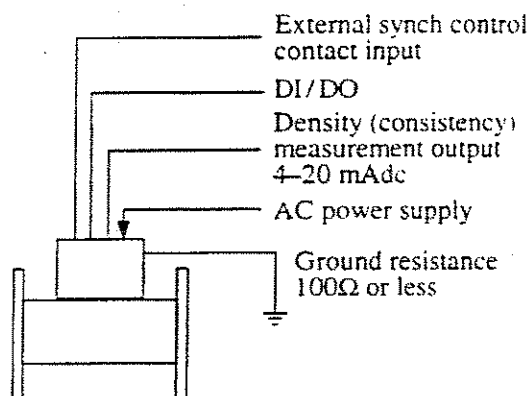 External synch control
contact input
DI/DO
Density (consistency)
measurement output
4–20 mAdc
AC power supply
Ground resistance
100Ω or less